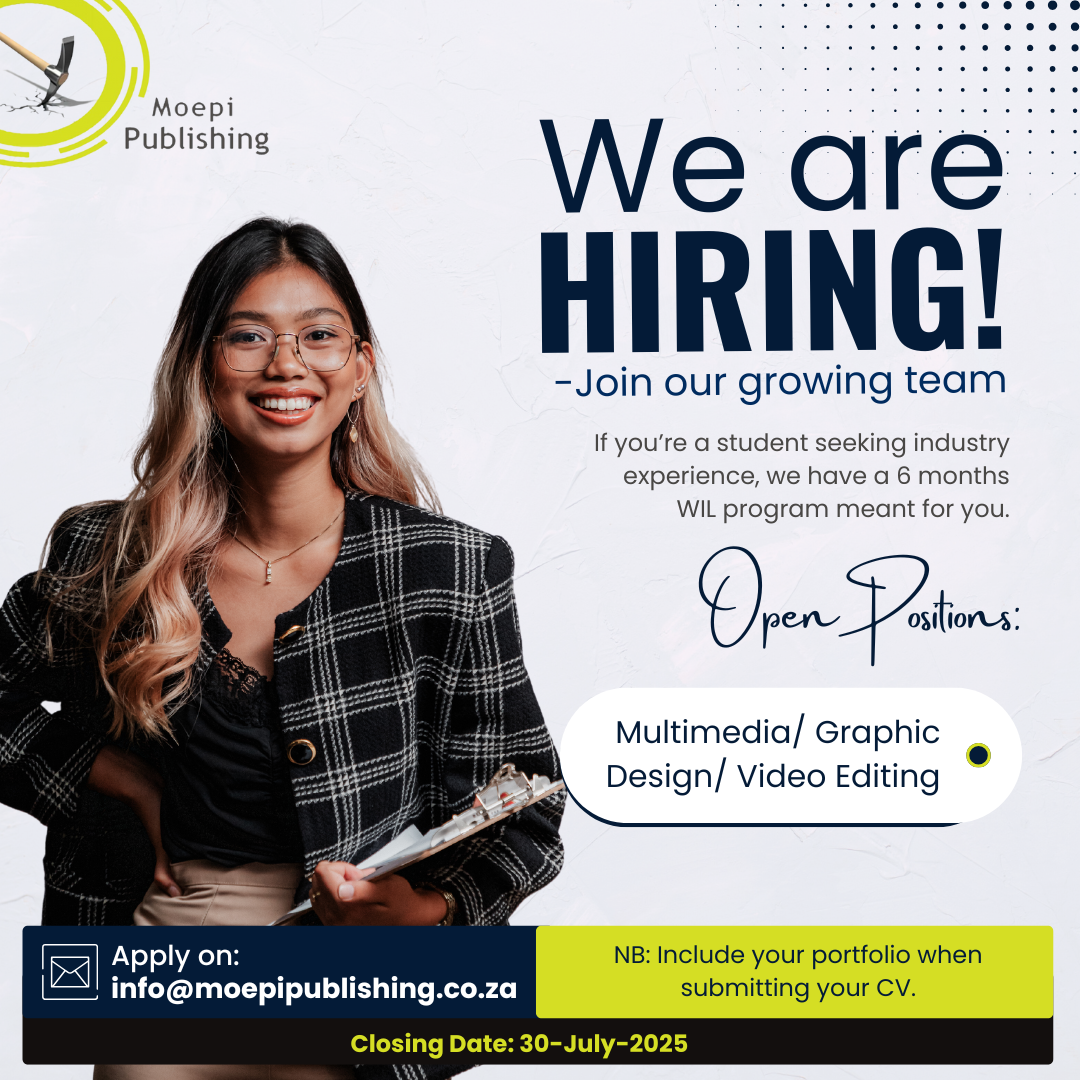 Moepi
Publishing
We are
HIRING!
-Join our growing team
If you’re a student seeking industry
experience, we have a 6 months
WIL program meant for you.
Open Positions:
Multimedia/ Graphic
Design/ Video Editing
Apply on:
info@moepipublishing.co.za
NB: Include your portfolio when
submitting your CV.
Closing Date: 30-July-2025